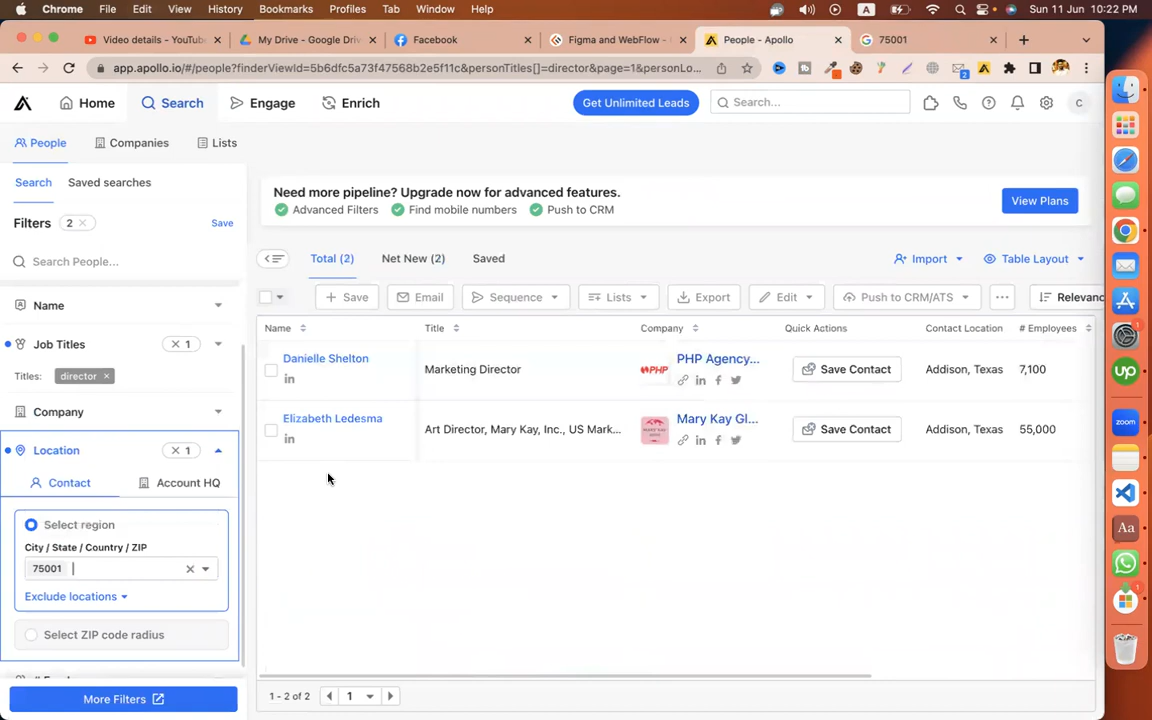 Chrome File Edit View History Bookmarks Profiles Tab Window Help A Sun 11 Jun 10:22 PM
Video details - YouTube My Drive - Google Driv Facebook Figma and WebFlow - People - Apollo 75001
app.apollo.io/#/people?finderViewId=5b6dfc5a73f47568b2e5f11c&personTitles[]=director&page=1&personLo...
Home Search Engage Enrich Get Unlimited Leads Search... C
People Companies Lists
Search Saved searches
Need more pipeline? Upgrade now for advanced features.
Advanced Filters Find mobile numbers Push to CRM
View Plans
Filters 2 Save
Search People...
Total (2) Net New (2) Saved Import Table Layout
Save Email Sequence Lists Export Edit Push to CRM/ATS ... Relevanc
Name
Job Titles 1
Titles: director
Company
Location 1
Contact Account HQ
Select region
City / State / Country / ZIP
75001
Exclude locations
Select ZIP code radius
More Filters
Name Title Company Quick Actions Contact Location # Employees
Danielle Shelton Marketing Director PHP PHP Agency... Save Contact Addison, Texas 7,100
in
Elizabeth Ledesma Art Director, Mary Kay, Inc., US Mark... Mary Kay Gl... Save Contact Addison, Texas 55,000
in
1 - 2 of 2 1
up
zoom
Aa